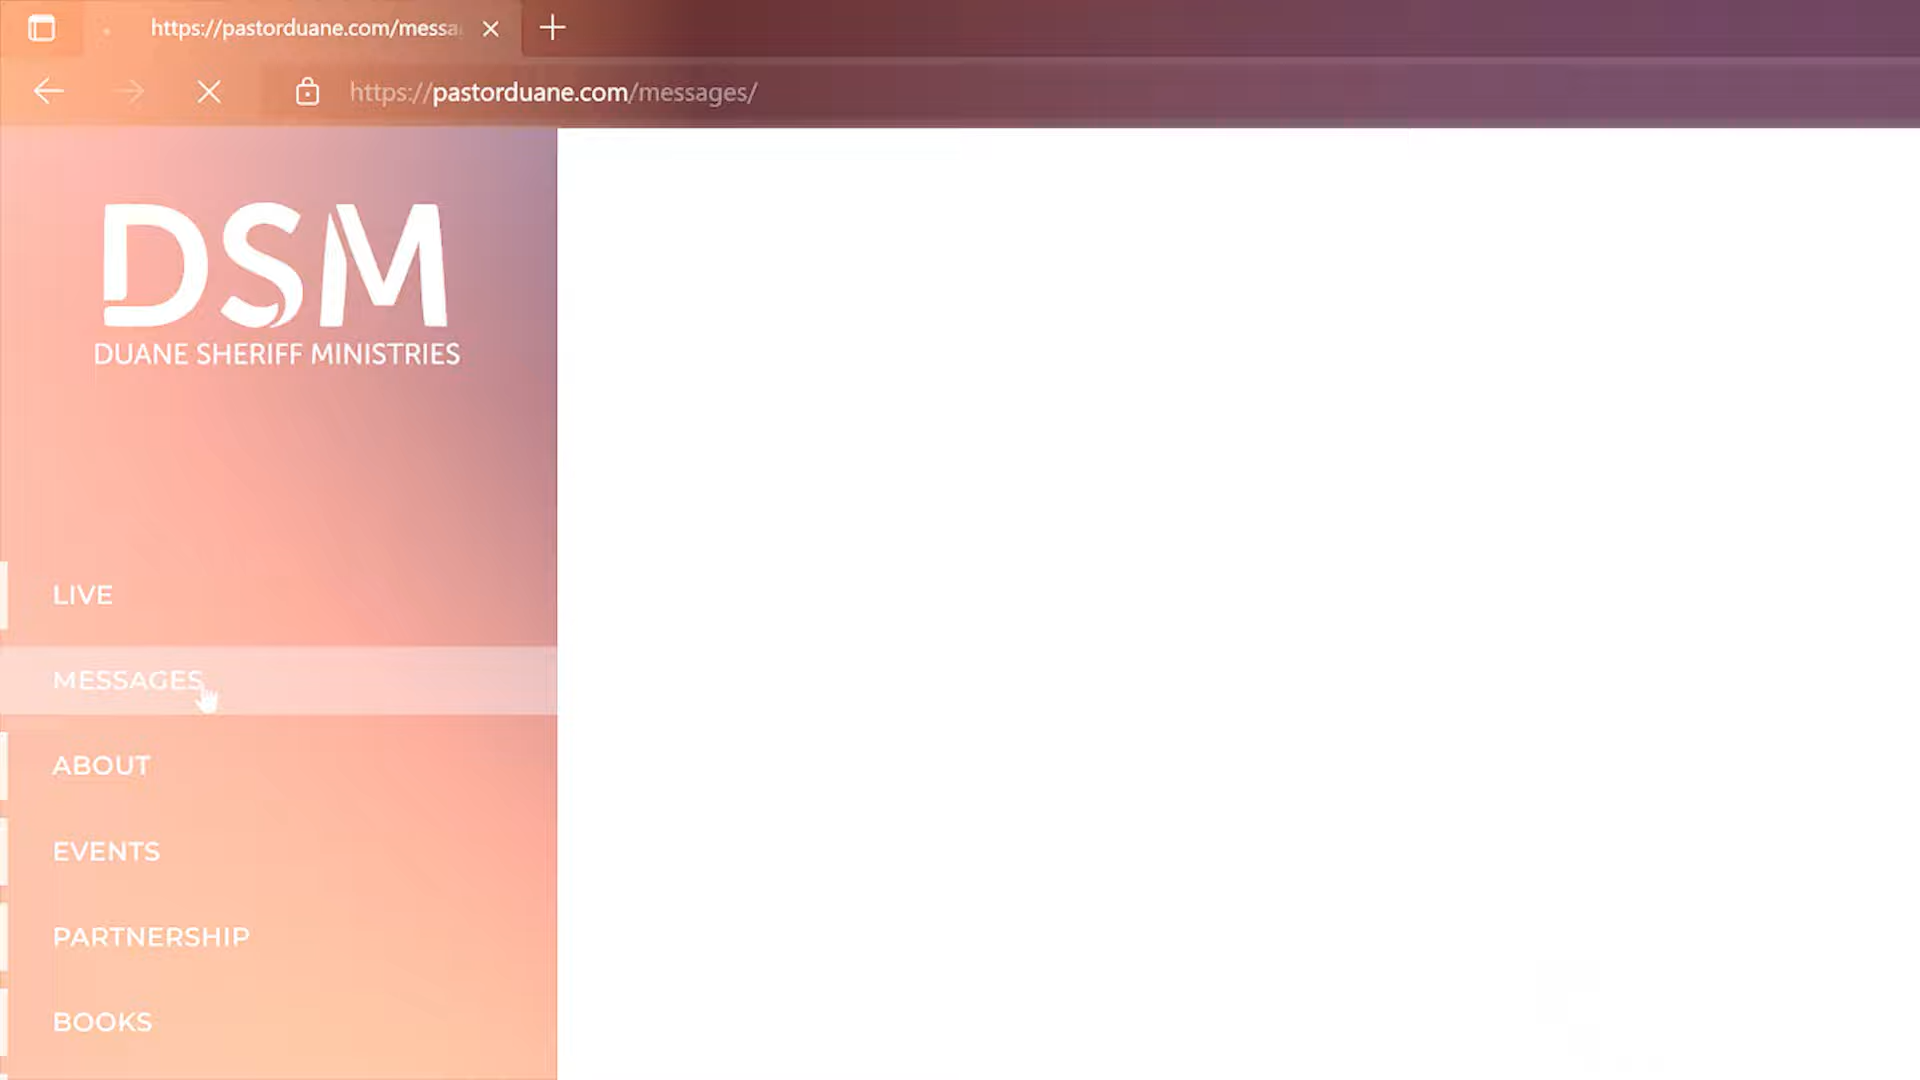 https://pastorduane.com/messa
https://pastorduane.com/messages/
DSM
DUANE SHERIFF MINISTRIES
LIVE
MESSAGES
ABOUT
EVENTS
PARTNERSHIP
BOOKS